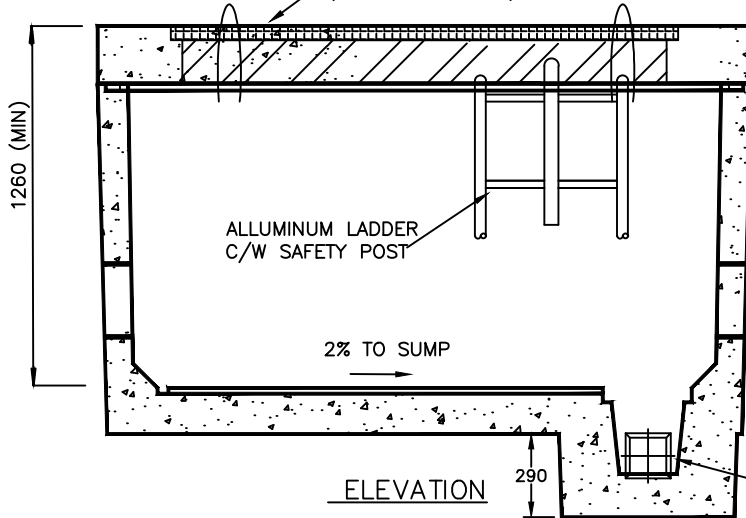 1260 (MIN)
ALLUMINUM LADDER
C/W SAFETY POST
2% TO SUMP
290
ELEVATION